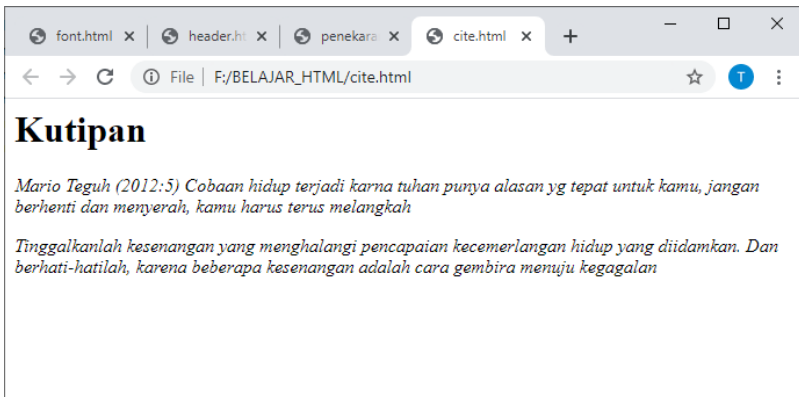 font.html
header.ht
penekara
cite.html
File
F:/BELAJAR_HTML/cite.html
T
Kutipan
Mario Teguh (2012:5) Cobaan hidup terjadi karna tuhan punya alasan yg tepat untuk kamu, jangan
berhenti dan menyerah, kamu harus terus melangkah
Tinggalkanlah kesenangan yang menghalangi pencapaian kecemerlangan hidup yang diidamkan. Dan
berhati-hatilah, karena beberapa kesenangan adalah cara gembira menuju kegagalan